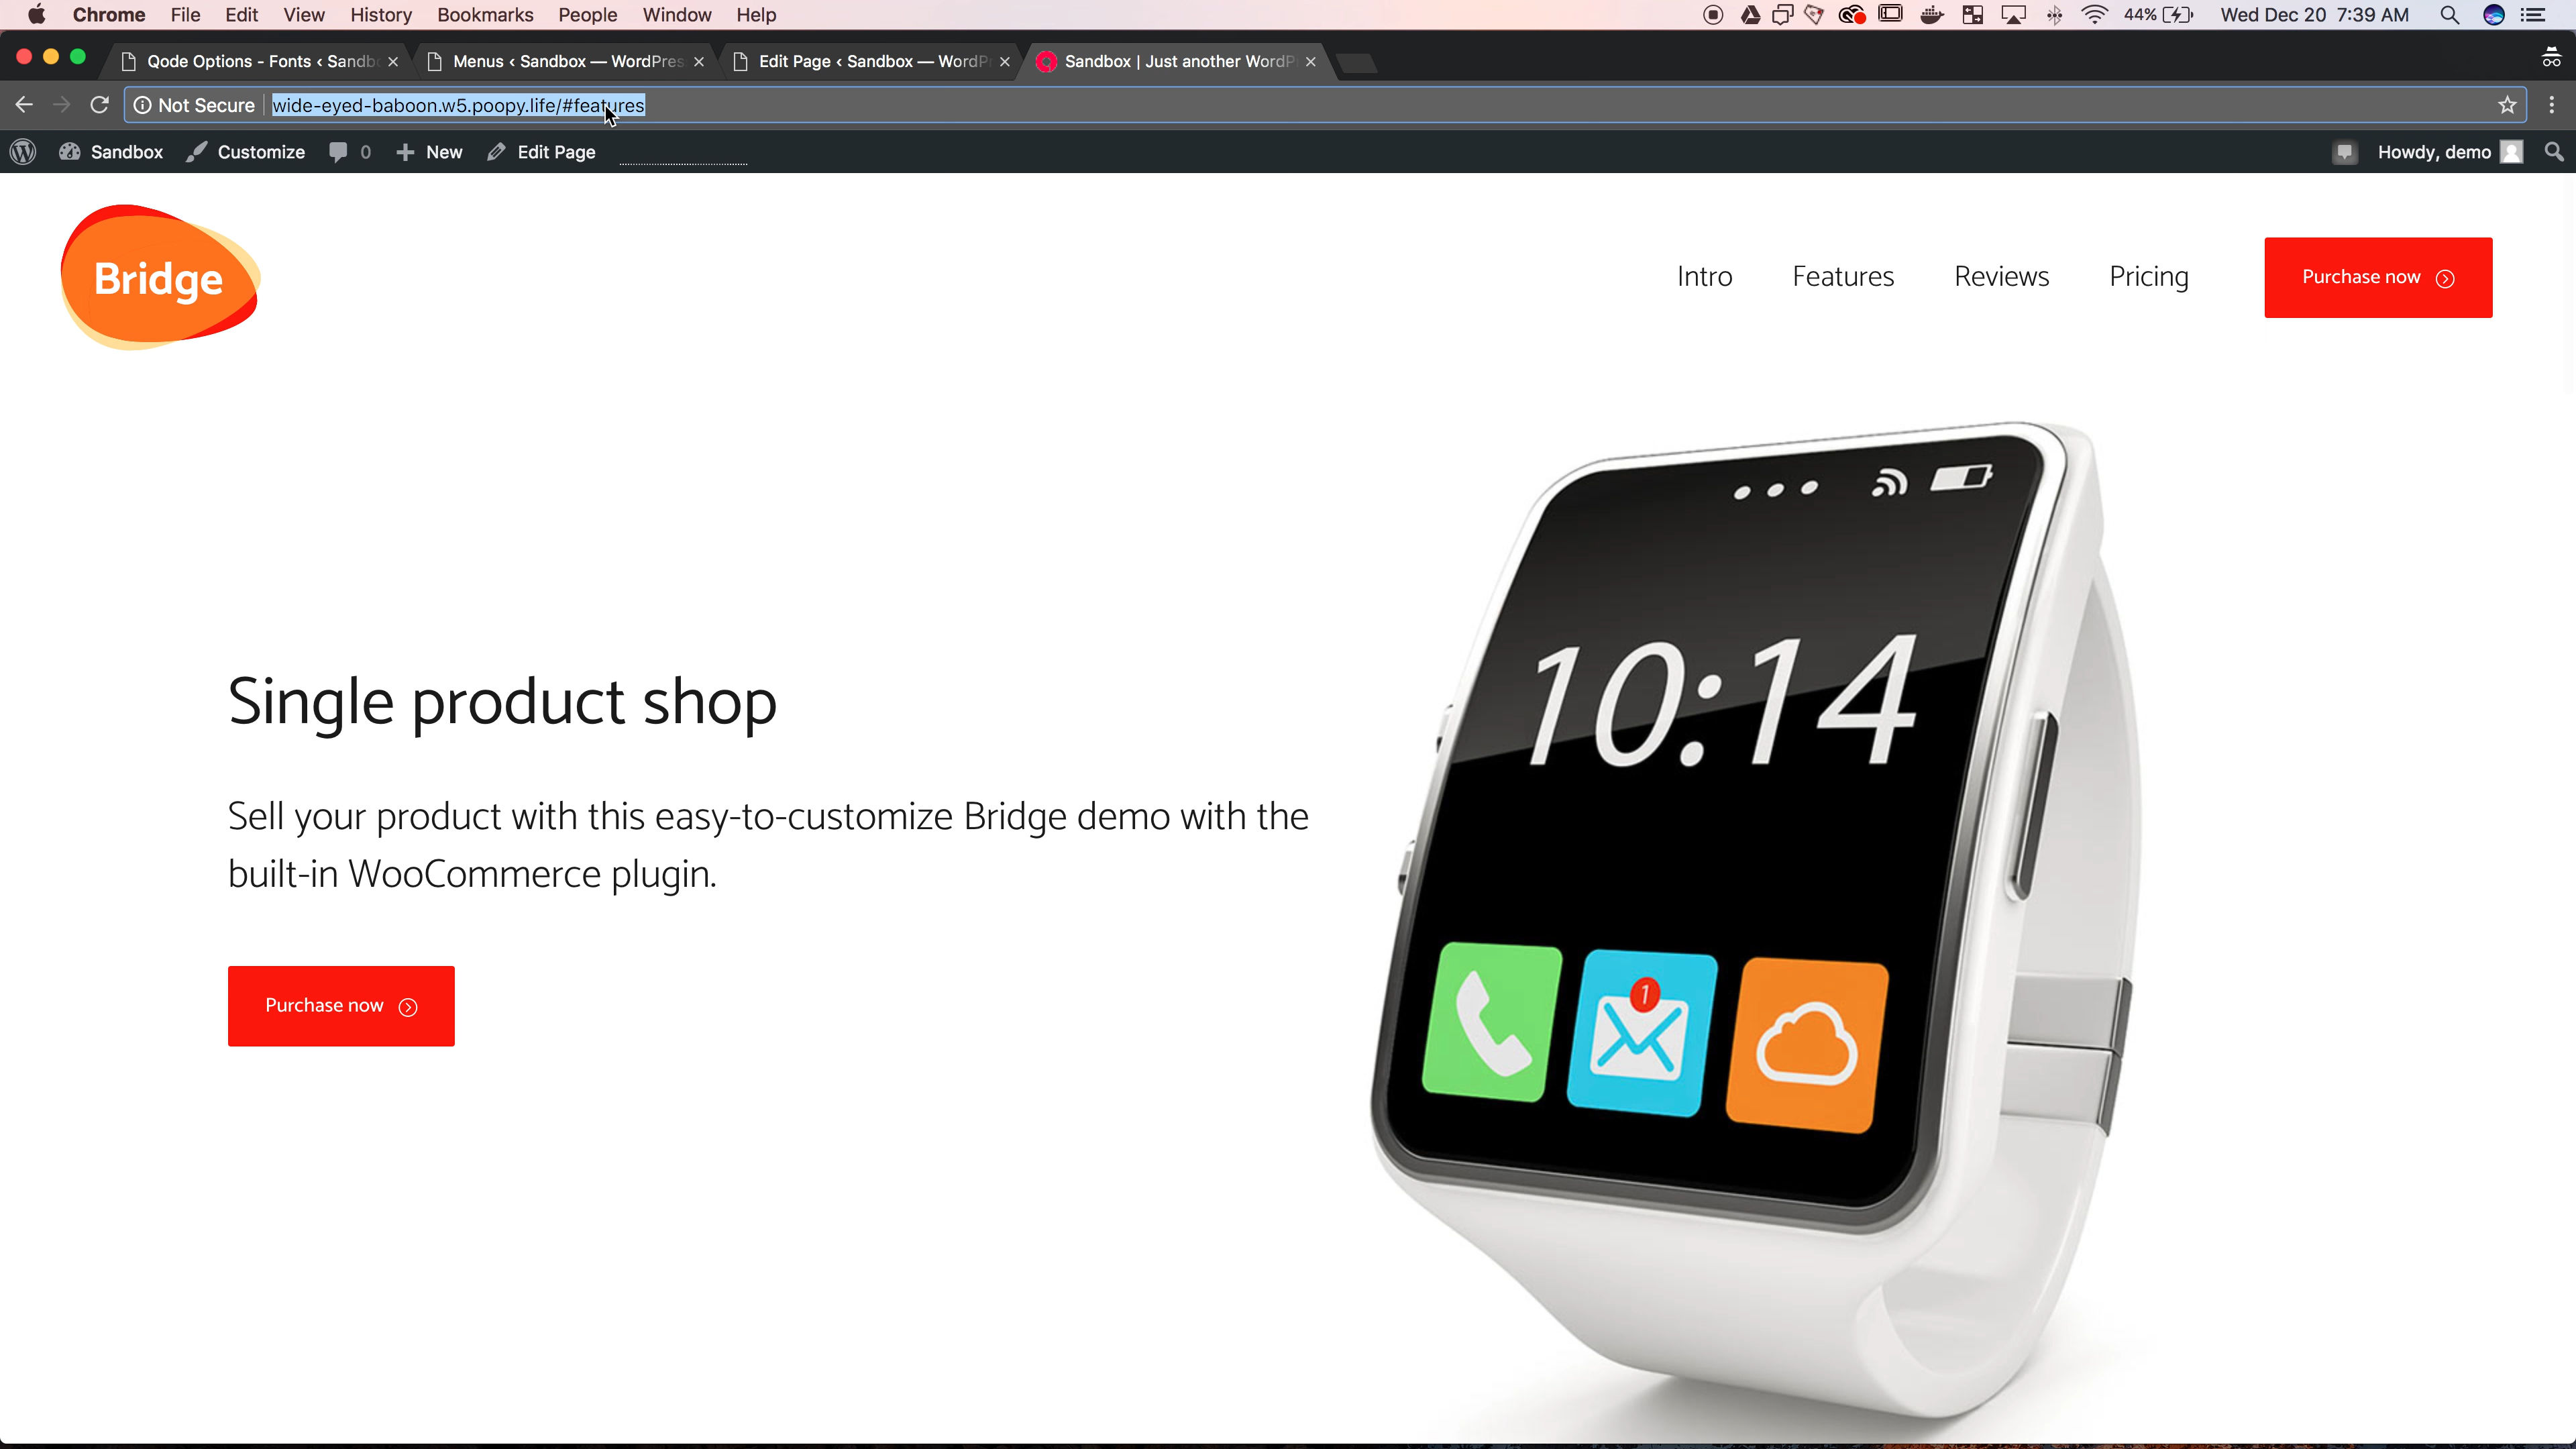 Chrome File Edit View History Bookmarks People Window Help 44% Wed Dec 20 7:39 AM
Qode Options - Fonts ‹ Sandb Menus ‹ Sandbox — WordPres Edit Page ‹ Sandbox — WordP Sandbox | Just another WordP
Not Secure wide-eyed-baboon.w5.poopy.life/#features
Sandbox Customize 0 New Edit Page Howdy, demo
Bridge
Intro Features Reviews Pricing Purchase now
10:14
Single product shop
Sell your product with this easy-to-customize Bridge demo with the
built-in WooCommerce plugin.
1
Purchase now